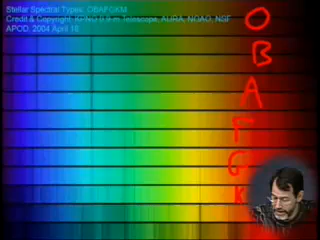 Stellar Spectral Types: OBAFGKM
Credit & Copyright: KPNO 0.9-m Telescope, AURA, NOAO, NSF
APOD: 2004 April 18
O
B
A
F
G
K